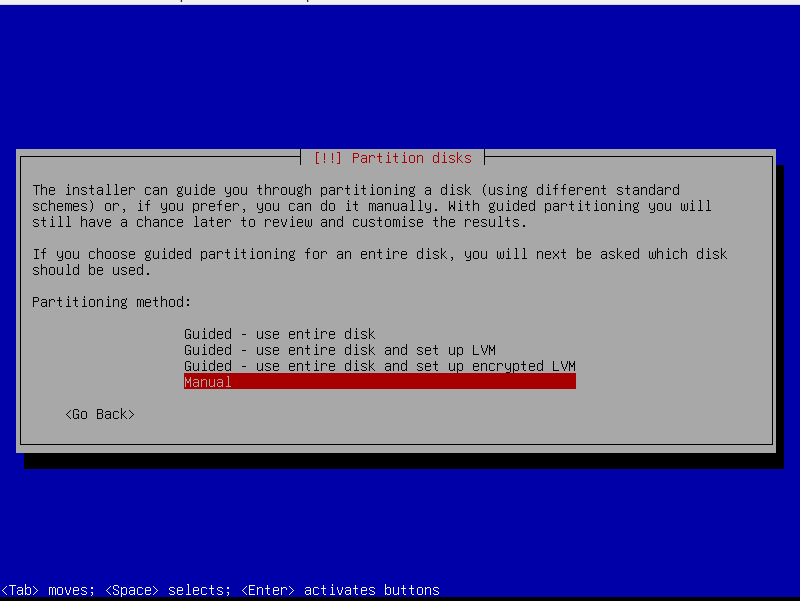 [!!] Partition disks
The installer can guide you through partitioning a disk (using different standard
schemes) or, if you prefer, you can do it manually. With guided partitioning you will
still have a chance later to review and customise the results.
If you choose guided partitioning for an entire disk, you will next be asked which disk
should be used.
Partitioning method:
Guided - use entire disk
Guided - use entire disk and set up LVM
Guided - use entire disk and set up encrypted LVM
Manual
<Go Back>
<Tab> moves; <Space> selects; <Enter> activates buttons